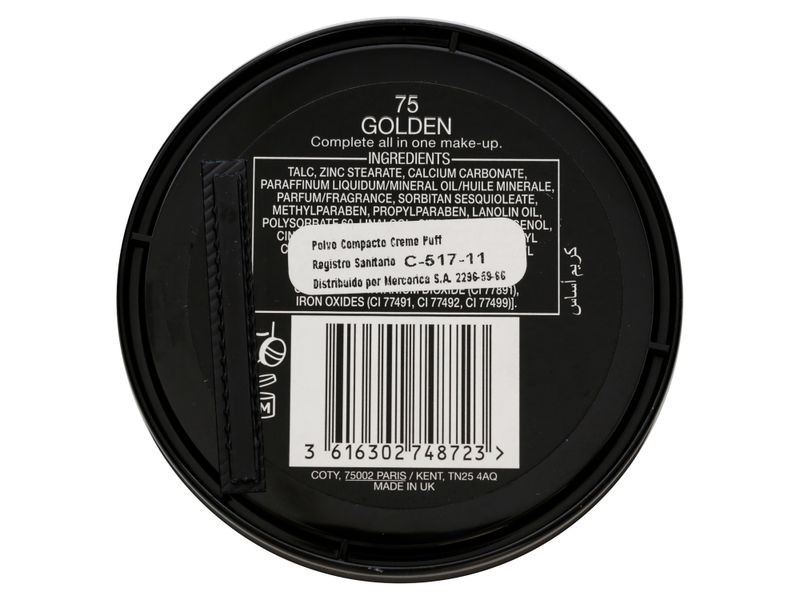 75
GOLDEN
Complete all in one make-up.
INGREDIENTS
TALC, ZINC STEARATE, CALCIUM CARBONATE,
PARAFFINUM LIQUIDUM/MINERAL OIL/HUILE MINERALE,
PARFUM/FRAGRANCE, SORBITAN SESQUIOLEATE,
METHYLPARABEN, PROPYLPARABEN, LANOLIN OIL,
POLYSORBATE
Polvo Compacto Creme Puff
Registro Sanitario C-517-11
Distribuido por Mercorica S.A. 2296-69-66
(CI 77891),
IRON OXIDES (CI 77491, CI 77492, CI 77499)].
كريم أساس
M
3 616302 748723 >
COTY, 75002 PARIS / KENT, TN25 4AQ
MADE IN UK